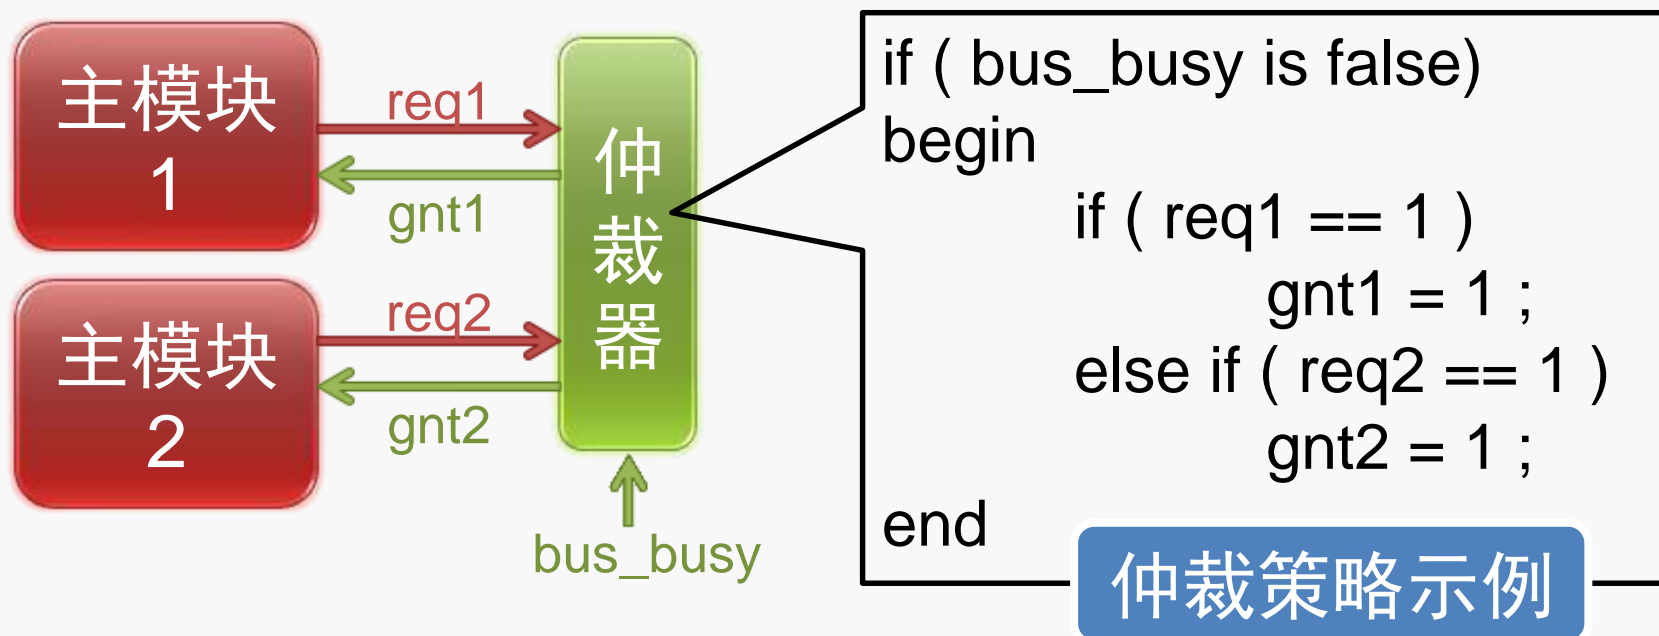 主模块
1
req1
gnt1
主模块
2
req2
gnt2
仲
裁
器
bus_busy
if ( bus_busy is false)
begin
if ( req1 == 1 )
gnt1 = 1 ;
else if ( req2 == 1 )
gnt2 = 1 ;
end
仲裁策略示例